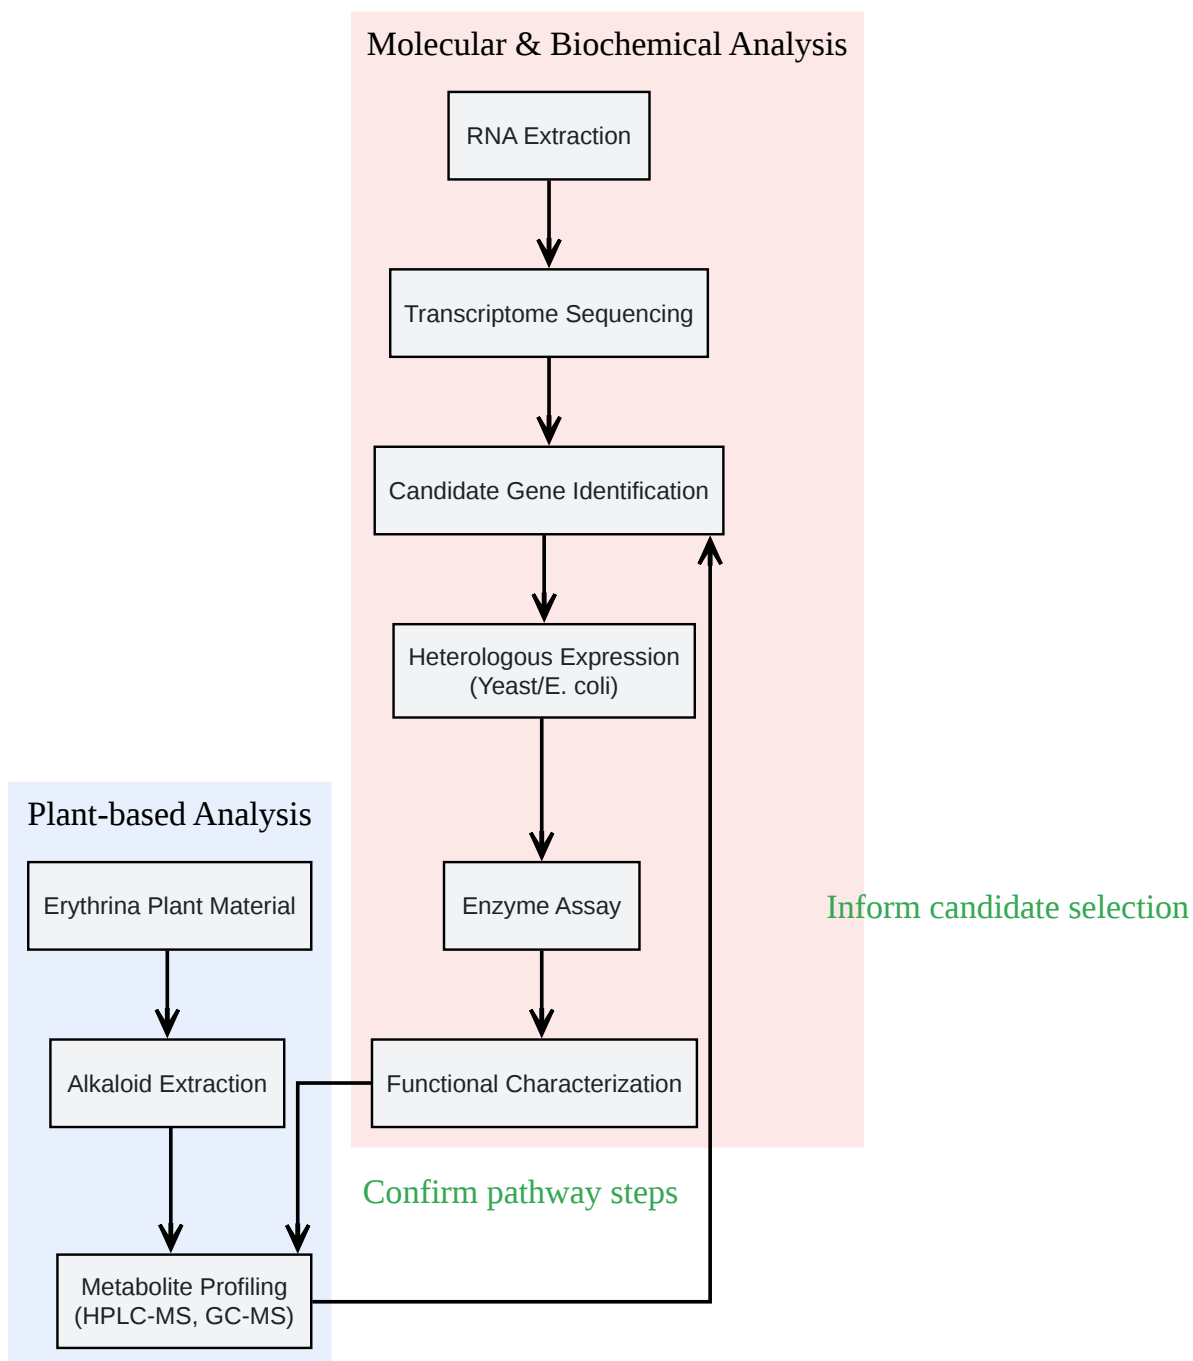 Molecular & Biochemical Analysis
RNA Extraction
Transcriptome Sequencing
Candidate Gene Identification
Heterologous Expression
(Yeast/E. coli)
Plant-based Analysis
Erythrina Plant Material
Enzyme Assay
Inform candidate selection
Alkaloid Extraction
Functional Characterization
Confirm pathway steps
Metabolite Profiling
(HPLC-MS, GC-MS)